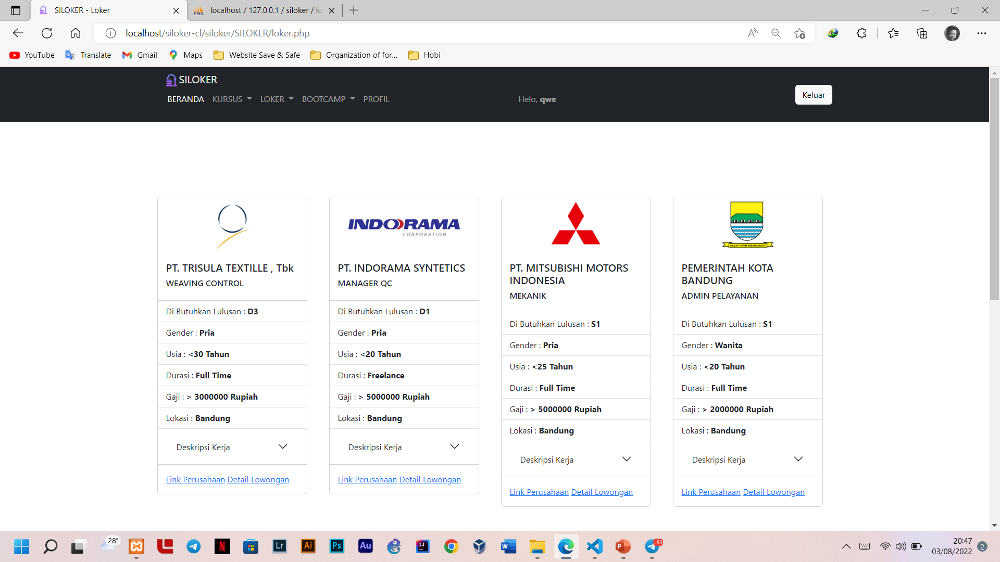 SILOKER - Loker
localhost / 127.0.0.1 / siloker / lo
localhost/siloker-cl/siloker/SILOKER/loker.php
YouTube Translate Gmail Maps Website Save & Safe Organization of for... Hobi
SILOKER
BERANDA KURSUS LOKER BOOTCAMP PROFIL Helo, qwe Keluar
PT. TRISULA TEXTILLE , Tbk
WEAVING CONTROL
Di Butuhkan Lulusan : D3
Gender : Pria
Usia : <30 Tahun
Durasi : Full Time
Gaji : > 3000000 Rupiah
Lokasi : Bandung
Deskripsi Kerja
Link Perusahaan Detail Lowongan
INDORAMA
CORPORATION
PT. INDORAMA SYNTETICS
MANAGER QC
Di Butuhkan Lulusan : D1
Gender : Pria
Usia : <20 Tahun
Durasi : Freelance
Gaji : > 5000000 Rupiah
Lokasi : Bandung
Deskripsi Kerja
Link Perusahaan Detail Lowongan
PT. MITSUBISHI MOTORS
INDONESIA
MEKANIK
Di Butuhkan Lulusan : S1
Gender : Pria
Usia : <25 Tahun
Durasi : Full Time
Gaji : > 5000000 Rupiah
Lokasi : Bandung
Deskripsi Kerja
Link Perusahaan Detail Lowongan
GEMAH RIPAH WIBAWA MUKTI
PEMERINTAH KOTA
BANDUNG
ADMIN PELAYANAN
Di Butuhkan Lulusan : S1
Gender : Wanita
Usia : <20 Tahun
Durasi : Full Time
Gaji : > 2000000 Rupiah
Lokasi : Bandung
Deskripsi Kerja
Link Perusahaan Detail Lowongan
28°
Lr Ai Ps Au
83
20:47
03/08/2022
2